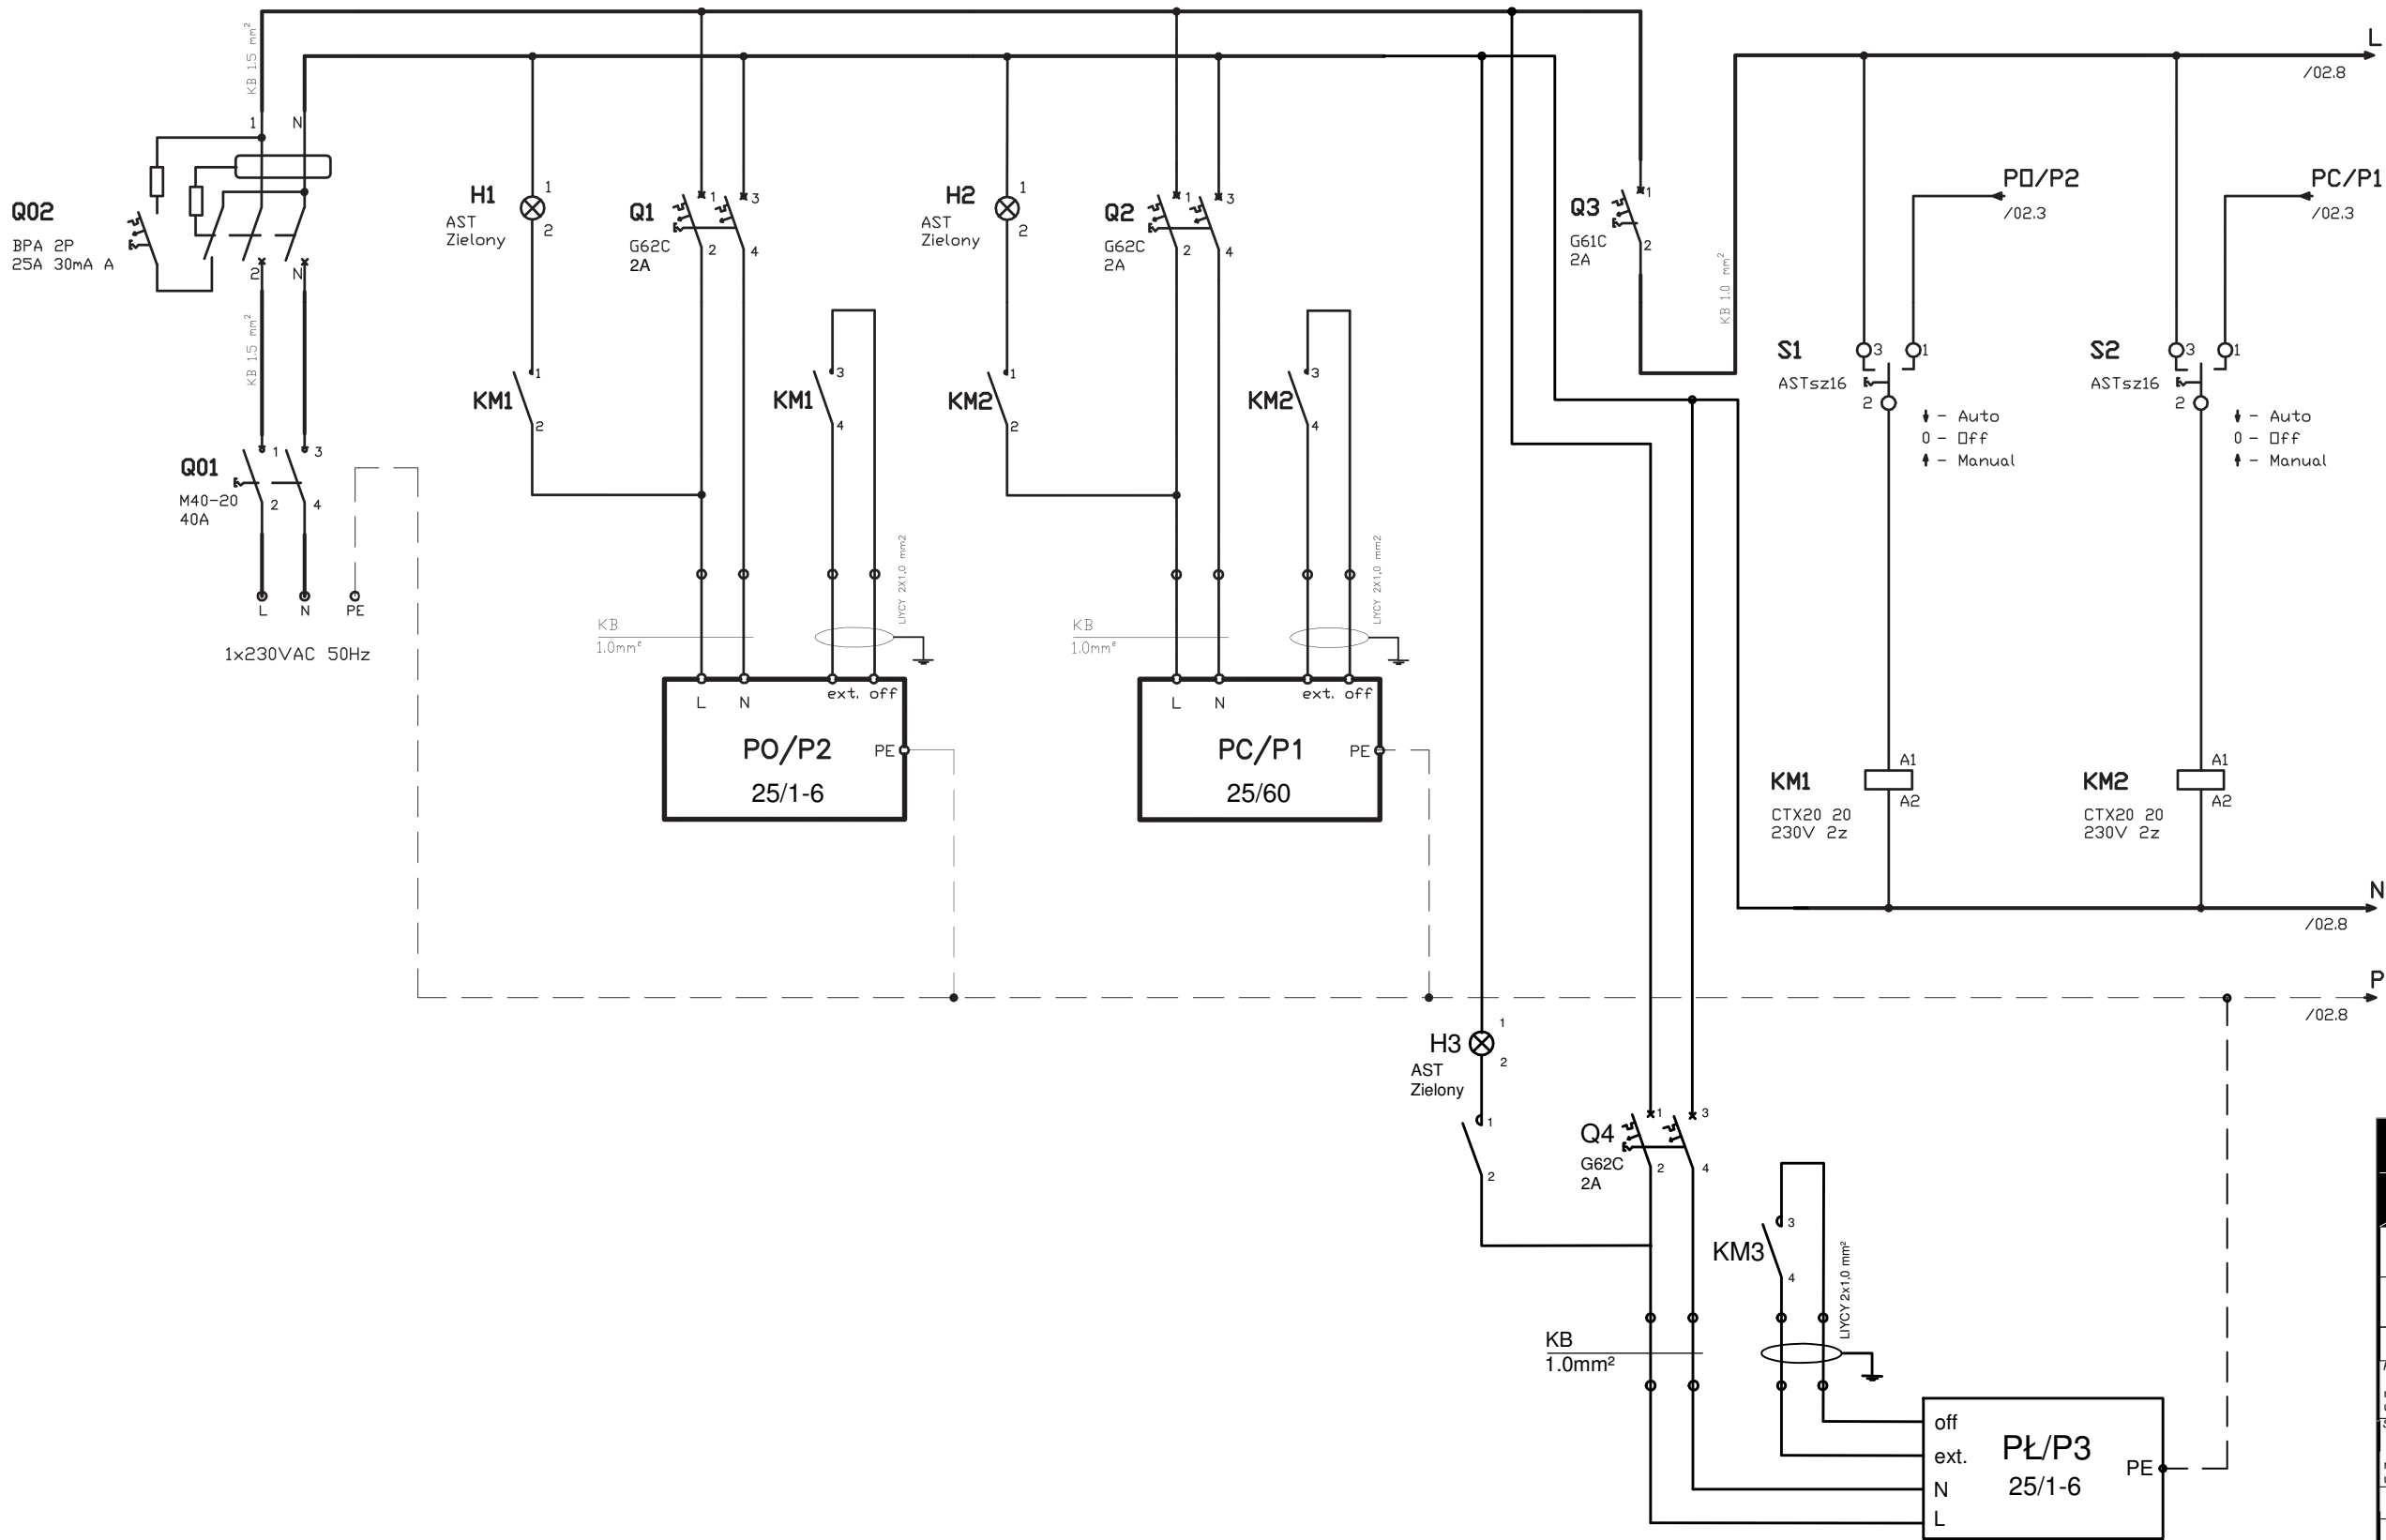 L
/02.8
KB 1.5 mm²
1
N
Q02
BPA 2P
25A 30mA A
2
N
KB 1.5 mm²
Q01
M40-20
40A
1
3
2
4
L
N
PE
1x230VAC 50Hz
H1
AST
Zielony
1
2
Q1
G62C
2A
1
3
2
4
KM1
1
2
KM1
3
4
LIYCY 2X1,0 mm2
KB
1.0mm²
L
N
ext. off
PO/P2
25/1-6
PE
H2
AST
Zielony
1
2
Q2
G62C
2A
1
3
2
4
KM2
1
2
KM2
3
4
LIYCY 2X1,0 mm2
KB
1.0mm²
L
N
ext. off
PC/P1
25/60
PE
Q3
G61C
2A
1
2
KB 1.0 mm²
PO/P2
/02.3
PC/P1
/02.3
S1
ASTsz16
3
1
2
- Auto
0 - Off
- Manual
S2
ASTsz16
3
1
2
- Auto
0 - Off
- Manual
KM1
CTX20 20
230V 2z
A1
A2
KM2
CTX20 20
230V 2z
A1
A2
N
/02.8
P
/02.8
H3
AST
Zielony
1
2
1
2
Q4
G62C
2A
1
3
2
4
KM3
3
4
LIYCY 2x1,0 mm²
KB
1.0mm²
off
ext.
N
L
PŁ/P3
25/1-6
PE